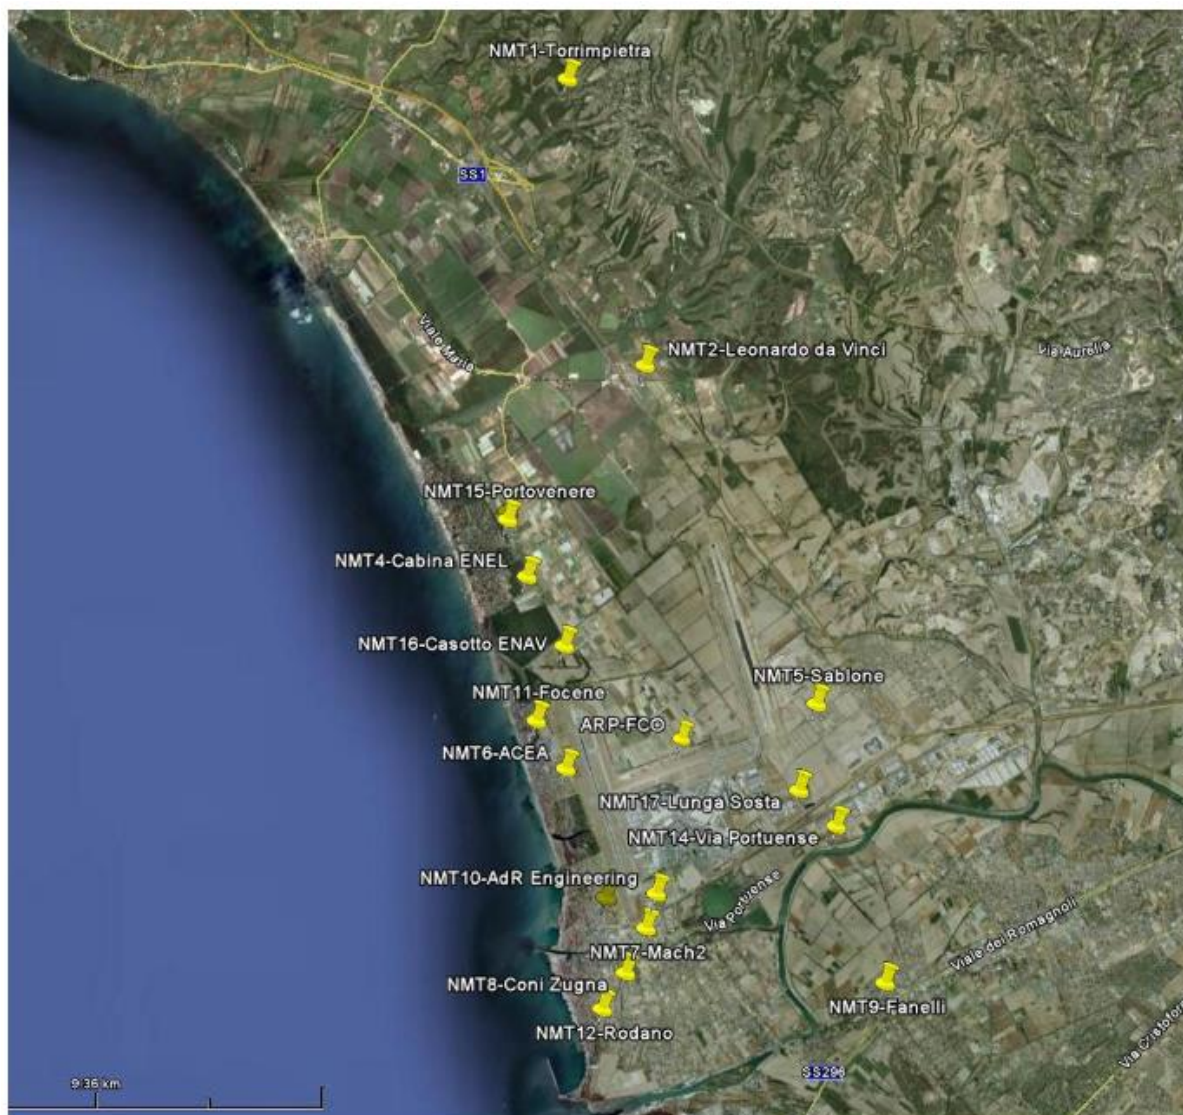 NMT1-Torrimpietra
SS1
Viale Maria
NMT2-Leonardo da Vinci
Via Aurelia
NMT15-Portovenere
NMT4-Cabina ENEL
NMT16-Casotto ENAV
NMT5-Sablone
NMT11-Focene
ARP-FCO
NMT6-ACEA
NMT17-Lunga Sosta
NMT14-Via Portuense
NMT10-AdR Engineering
Via Portuense
Viale dei Romagnoli
NMT7-Mach2
NMT8-Coni Zugna
NMT9-Fanelli
NMT12-Rodano
Via Cristofor
SS296
9.36 km